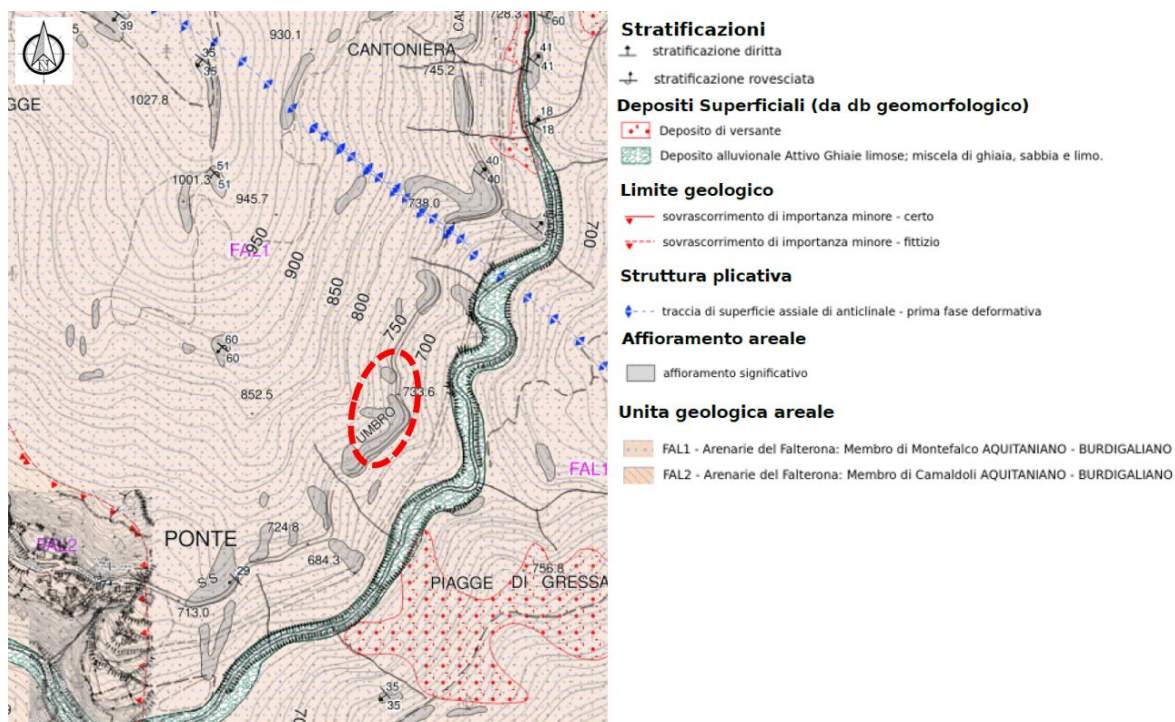 39
728.3
60
930.1
CANTONIERA
35
35
745.2
41
41
1027.8
GGE
18
18
40
40
51
1001.3
51
945.7
738.0
700
950
FAL1
900
850
800
750
700
60
60
852.5
733.6
UMBRO
FAL1
PONTE
724.8
FAL2
684.3
756.8
PIAGGE DI GRESSA
SS
29
713.0
35
35
N
Stratificazioni
stratificazione diritta
stratificazione rovesciata
Depositi Superficiali (da db geomorfologico)
Deposito di versante
Deposito alluvionale Attivo Ghiaie limose; miscela di ghiaia, sabbia e limo.
Limite geologico
sovrascorrimento di importanza minore - certo
sovrascorrimento di importanza minore - fittizio
Struttura plicativa
traccia di superficie assiale di anticlinale - prima fase deformativa
Affioramento areale
affioramento significativo
Unita geologica areale
FAL1 - Arenarie del Falterona: Membro di Montefalco AQUITANIANO - BURDIGALIANO
FAL2 - Arenarie del Falterona: Membro di Camaldoli AQUITANIANO - BURDIGALIANO